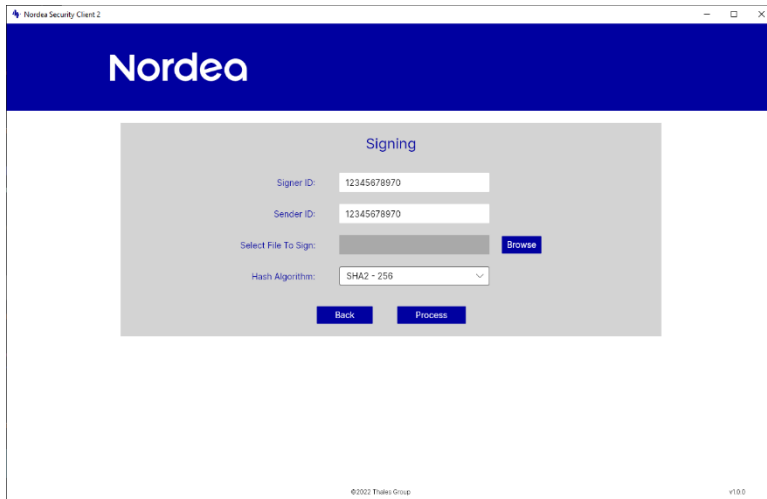 Nordea Security Client 2
Nordea
Signing
Signer ID: 12345678970
Sender ID: 12345678970
Select File To Sign: Browse
Hash Algorithm: SHA2 - 256
Back Process
©2022 Thales Group v1.0.0